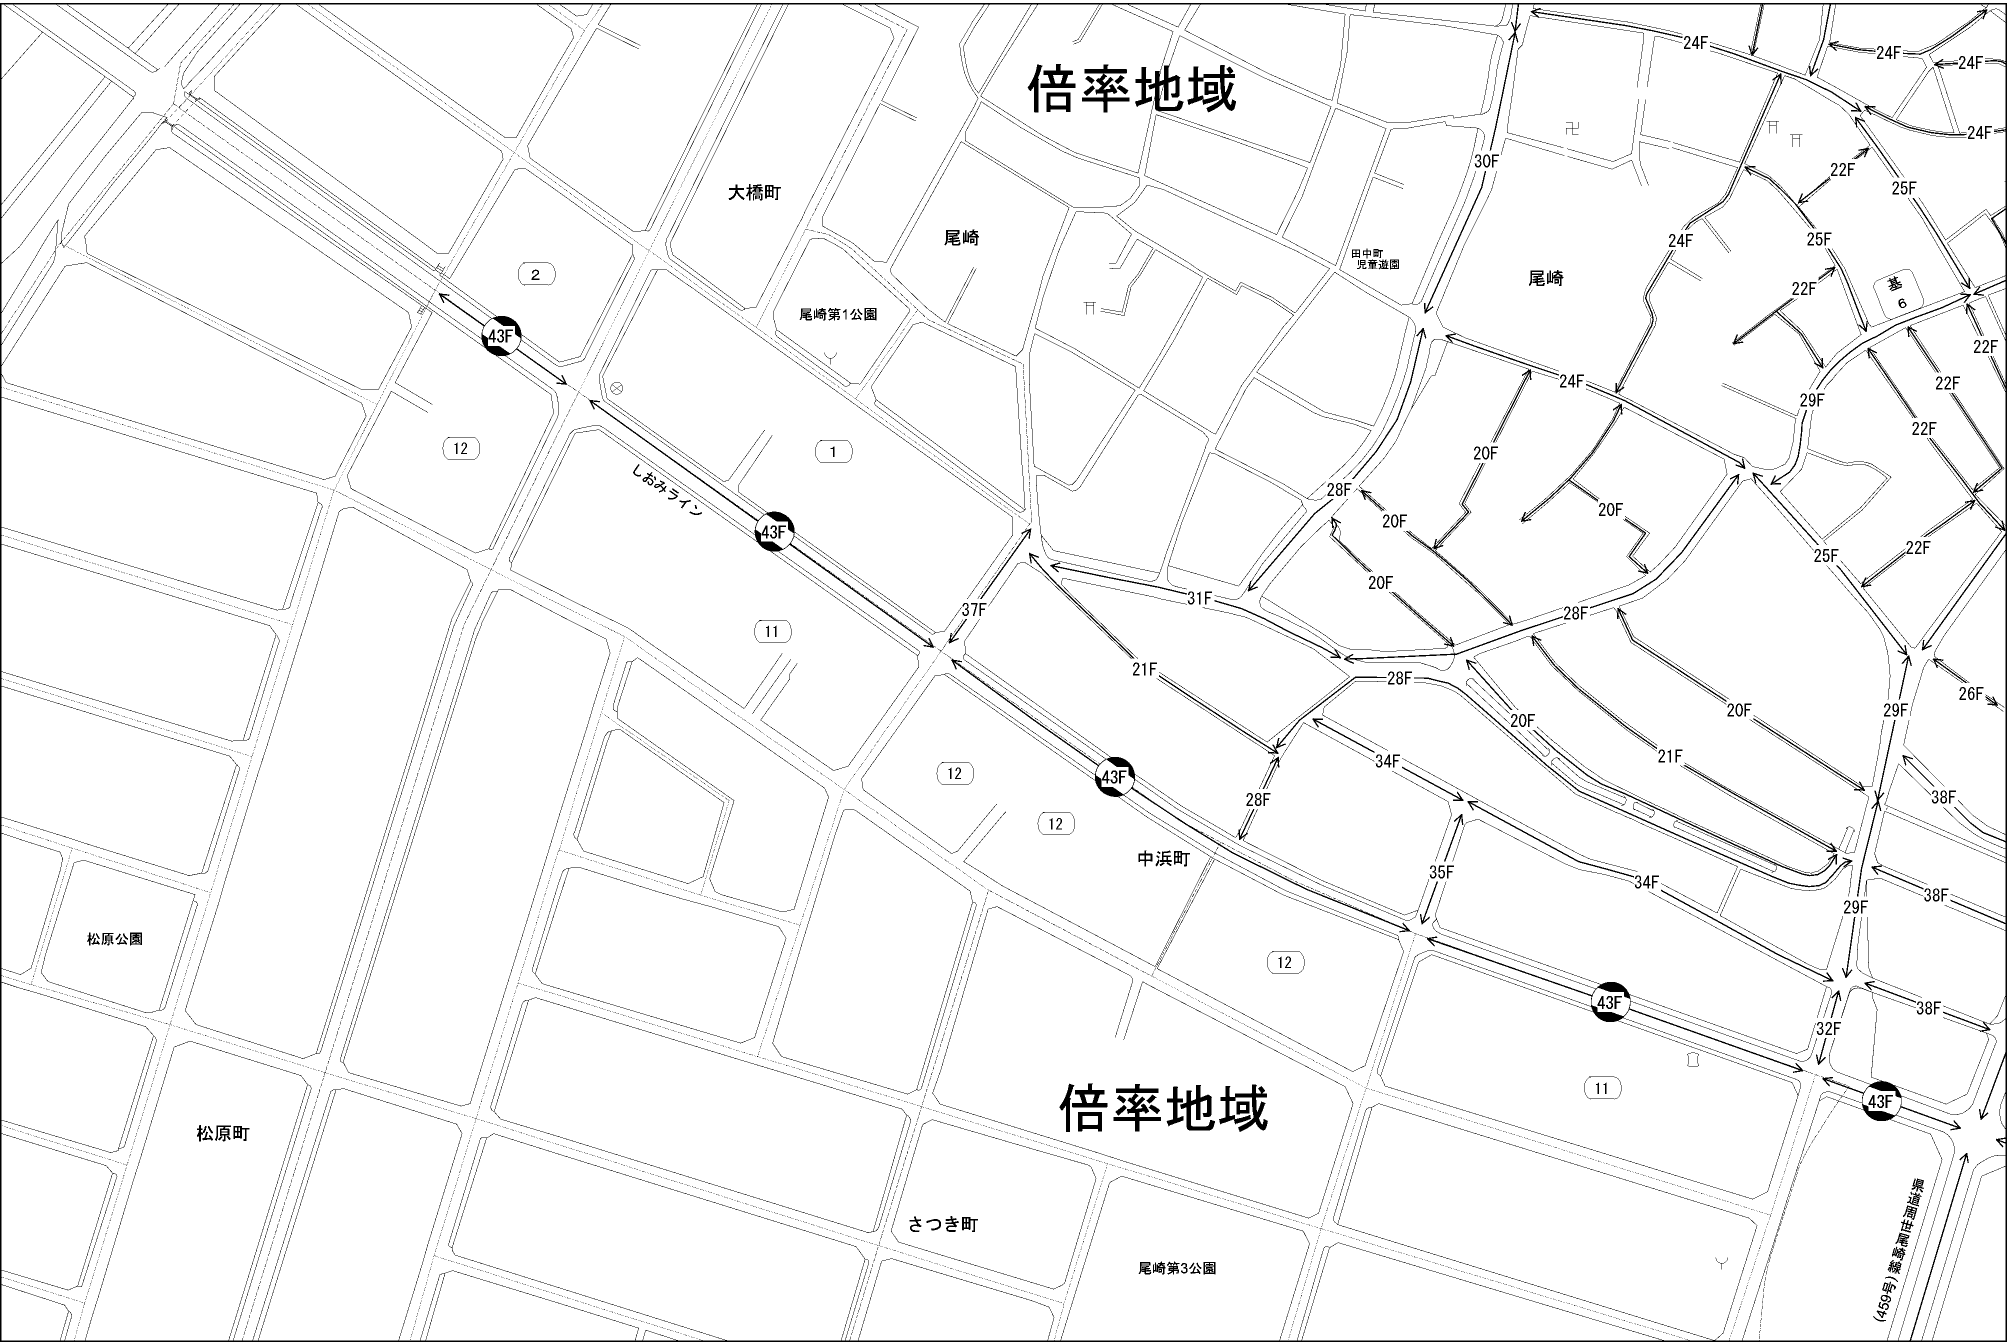 24F
24F
24F
24F
倍率地域
30F
22F
25F
大橋町
尾崎
24F
25F
田中町
児童遊園
尾崎
2
22F
基
6
尾崎第1公園
43F
22F
24F
22F
29F
22F
12
1
20F
しおみライン
28F
43F
20F
20F
25F
22F
20F
31F
37F
28F
11
21F
28F
26F
20F
29F
20F
34F
21F
12
43F
28F
38F
12
中浜町
35F
34F
38F
29F
松原公園
12
43F
38F
32F
11
43F
倍率地域
松原町
県道周世尾崎線
(459号)
さつき町
尾崎第3公園